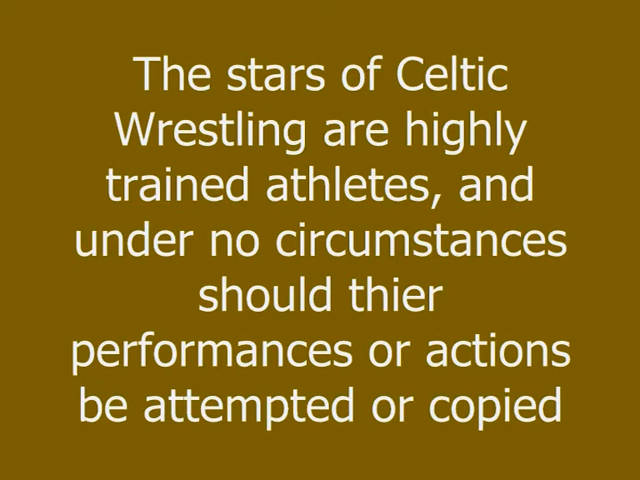 The stars of Celtic
Wrestling are highly
trained athletes, and
under no circumstances
should thier
performances or actions
be attempted or copied